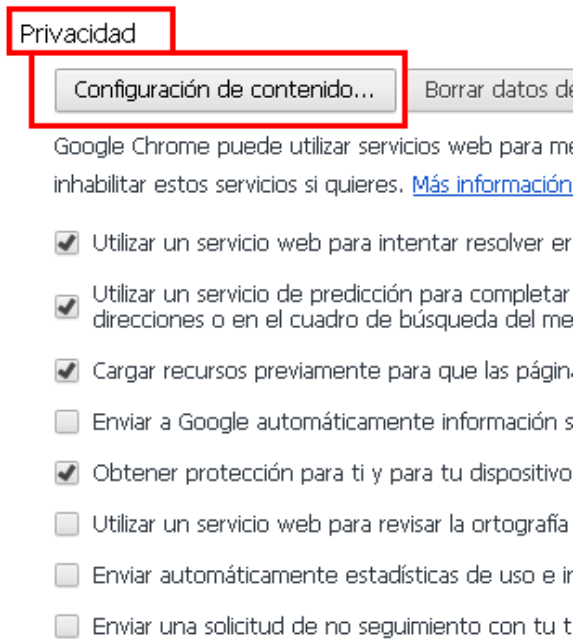 Privacidad
Configuración de contenido... Borrar datos de
Google Chrome puede utilizar servicios web para me
inhabilitar estos servicios si quieres. Más información
Utilizar un servicio web para intentar resolver er
Utilizar un servicio de predicción para completar
direcciones o en el cuadro de búsqueda del me
Cargar recursos previamente para que las página
Enviar a Google automáticamente información s
Obtener protección para ti y para tu dispositivo
Utilizar un servicio web para revisar la ortografía
Enviar automáticamente estadísticas de uso e in
Enviar una solicitud de no seguimiento con tu t